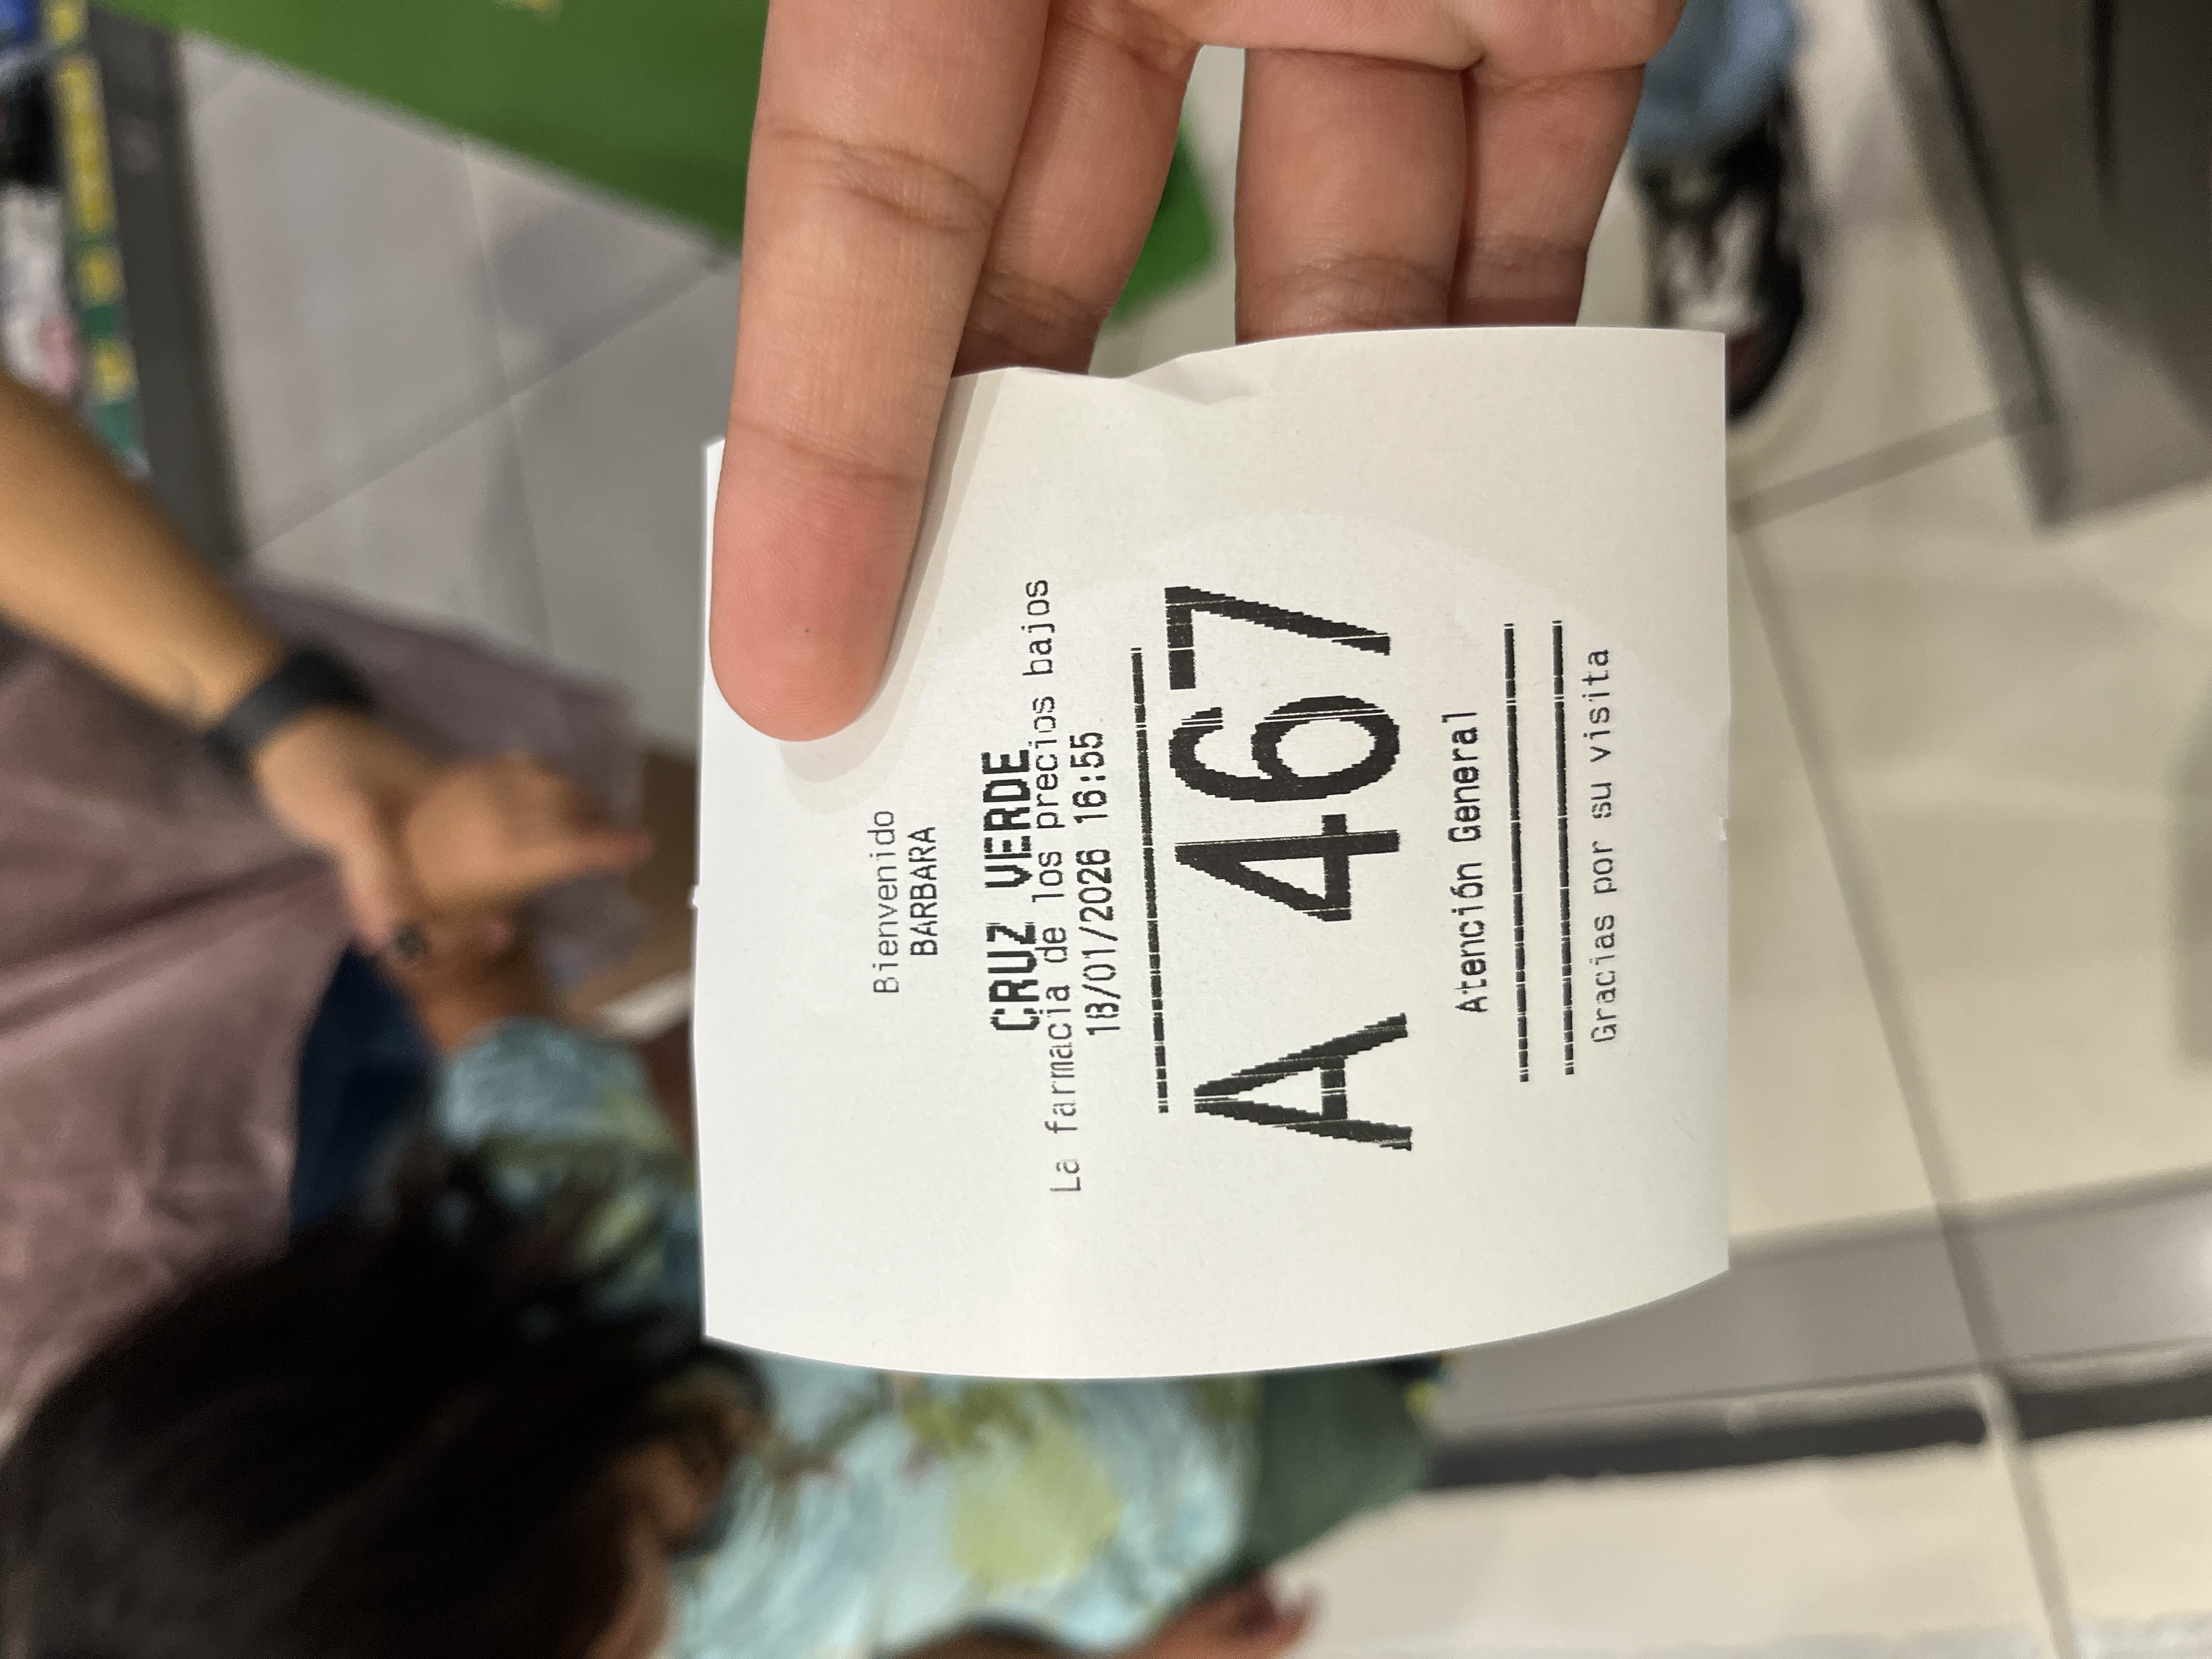 Bienvenido
BARBARA
CRUZ VERDE
La farmacia de los precios bajos
18/01/2026 16:55
A 467
Atención General
Gracias por su visita